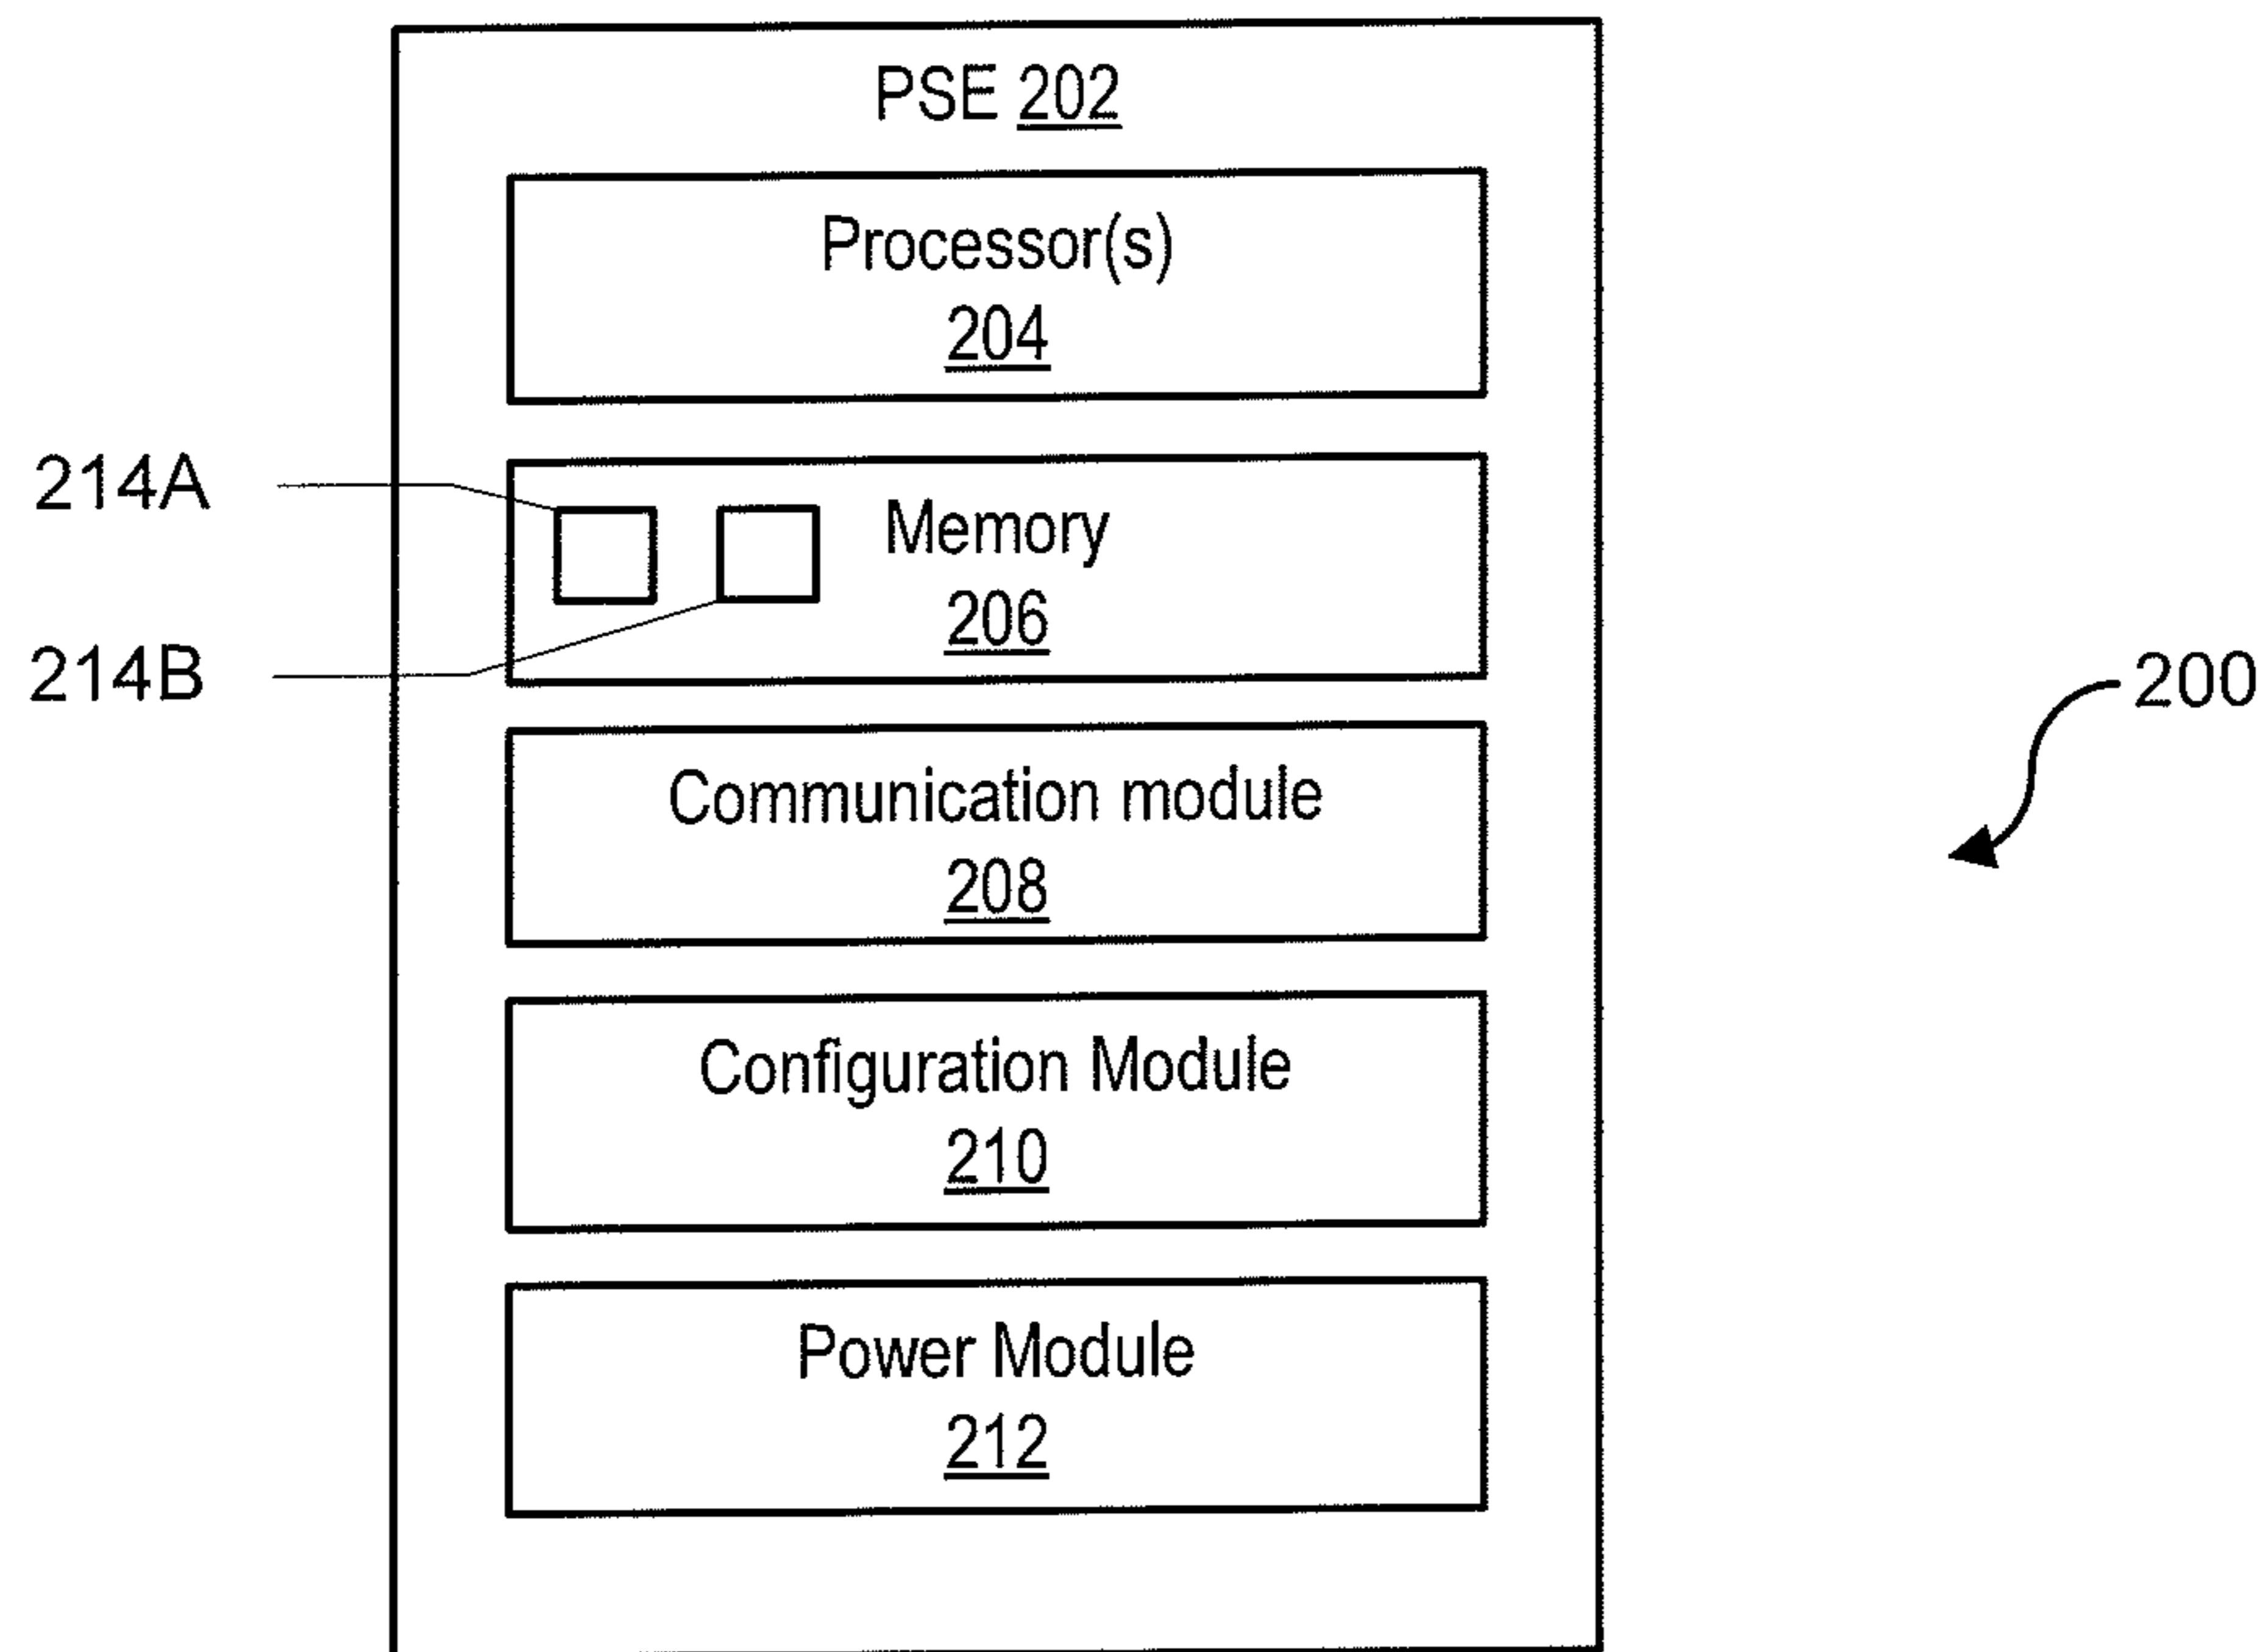 PSE 202
Processor(s)
204
214A
Memory
206
214B
200
Communication module
208
Configuration Module
210
Power Module
212